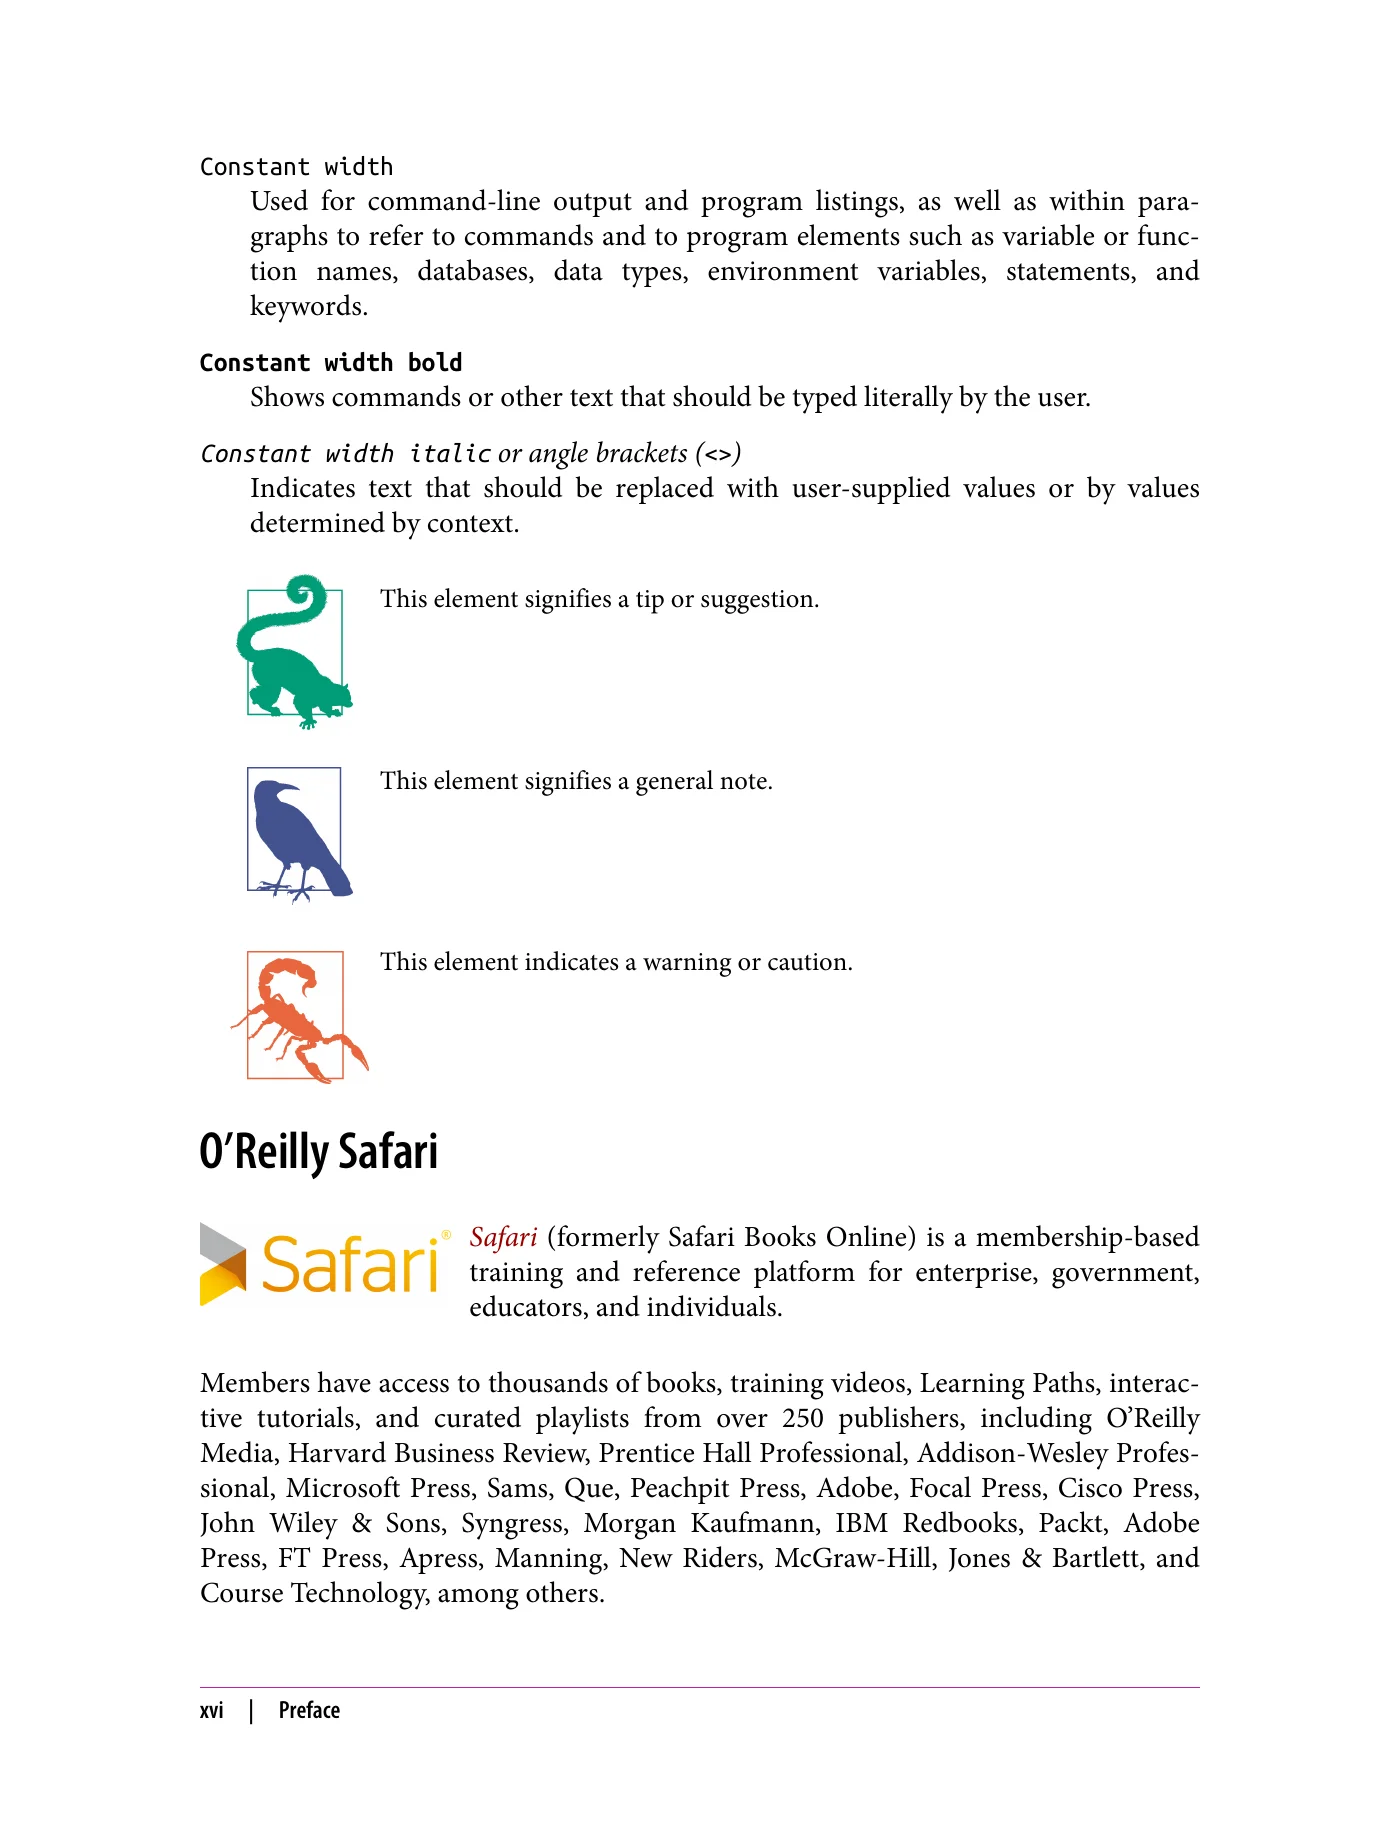 Constant width
Used for command-line output and program listings, as well as within para-
graphs to refer to commands and to program elements such as variable or func-
tion names, databases, data types, environment variables, statements, and
keywords.
Constant width bold
Shows commands or other text that should be typed literally by the user.
Constant width italic or angle brackets (<>)
Indicates text that should be replaced with user-supplied values or by values
determined by context.
This element signifies a tip or suggestion.
This element signifies a general note.
This element indicates a warning or caution.
O’Reilly Safari
Safari®
Safari (formerly Safari Books Online) is a membership-based
training and reference platform for enterprise, government,
educators, and individuals.
Members have access to thousands of books, training videos, Learning Paths, interac-
tive tutorials, and curated playlists from over 250 publishers, including O’Reilly
Media, Harvard Business Review, Prentice Hall Professional, Addison-Wesley Profes-
sional, Microsoft Press, Sams, Que, Peachpit Press, Adobe, Focal Press, Cisco Press,
John Wiley & Sons, Syngress, Morgan Kaufmann, IBM Redbooks, Packt, Adobe
Press, FT Press, Apress, Manning, New Riders, McGraw-Hill, Jones & Bartlett, and
Course Technology, among others.
xvi | Preface